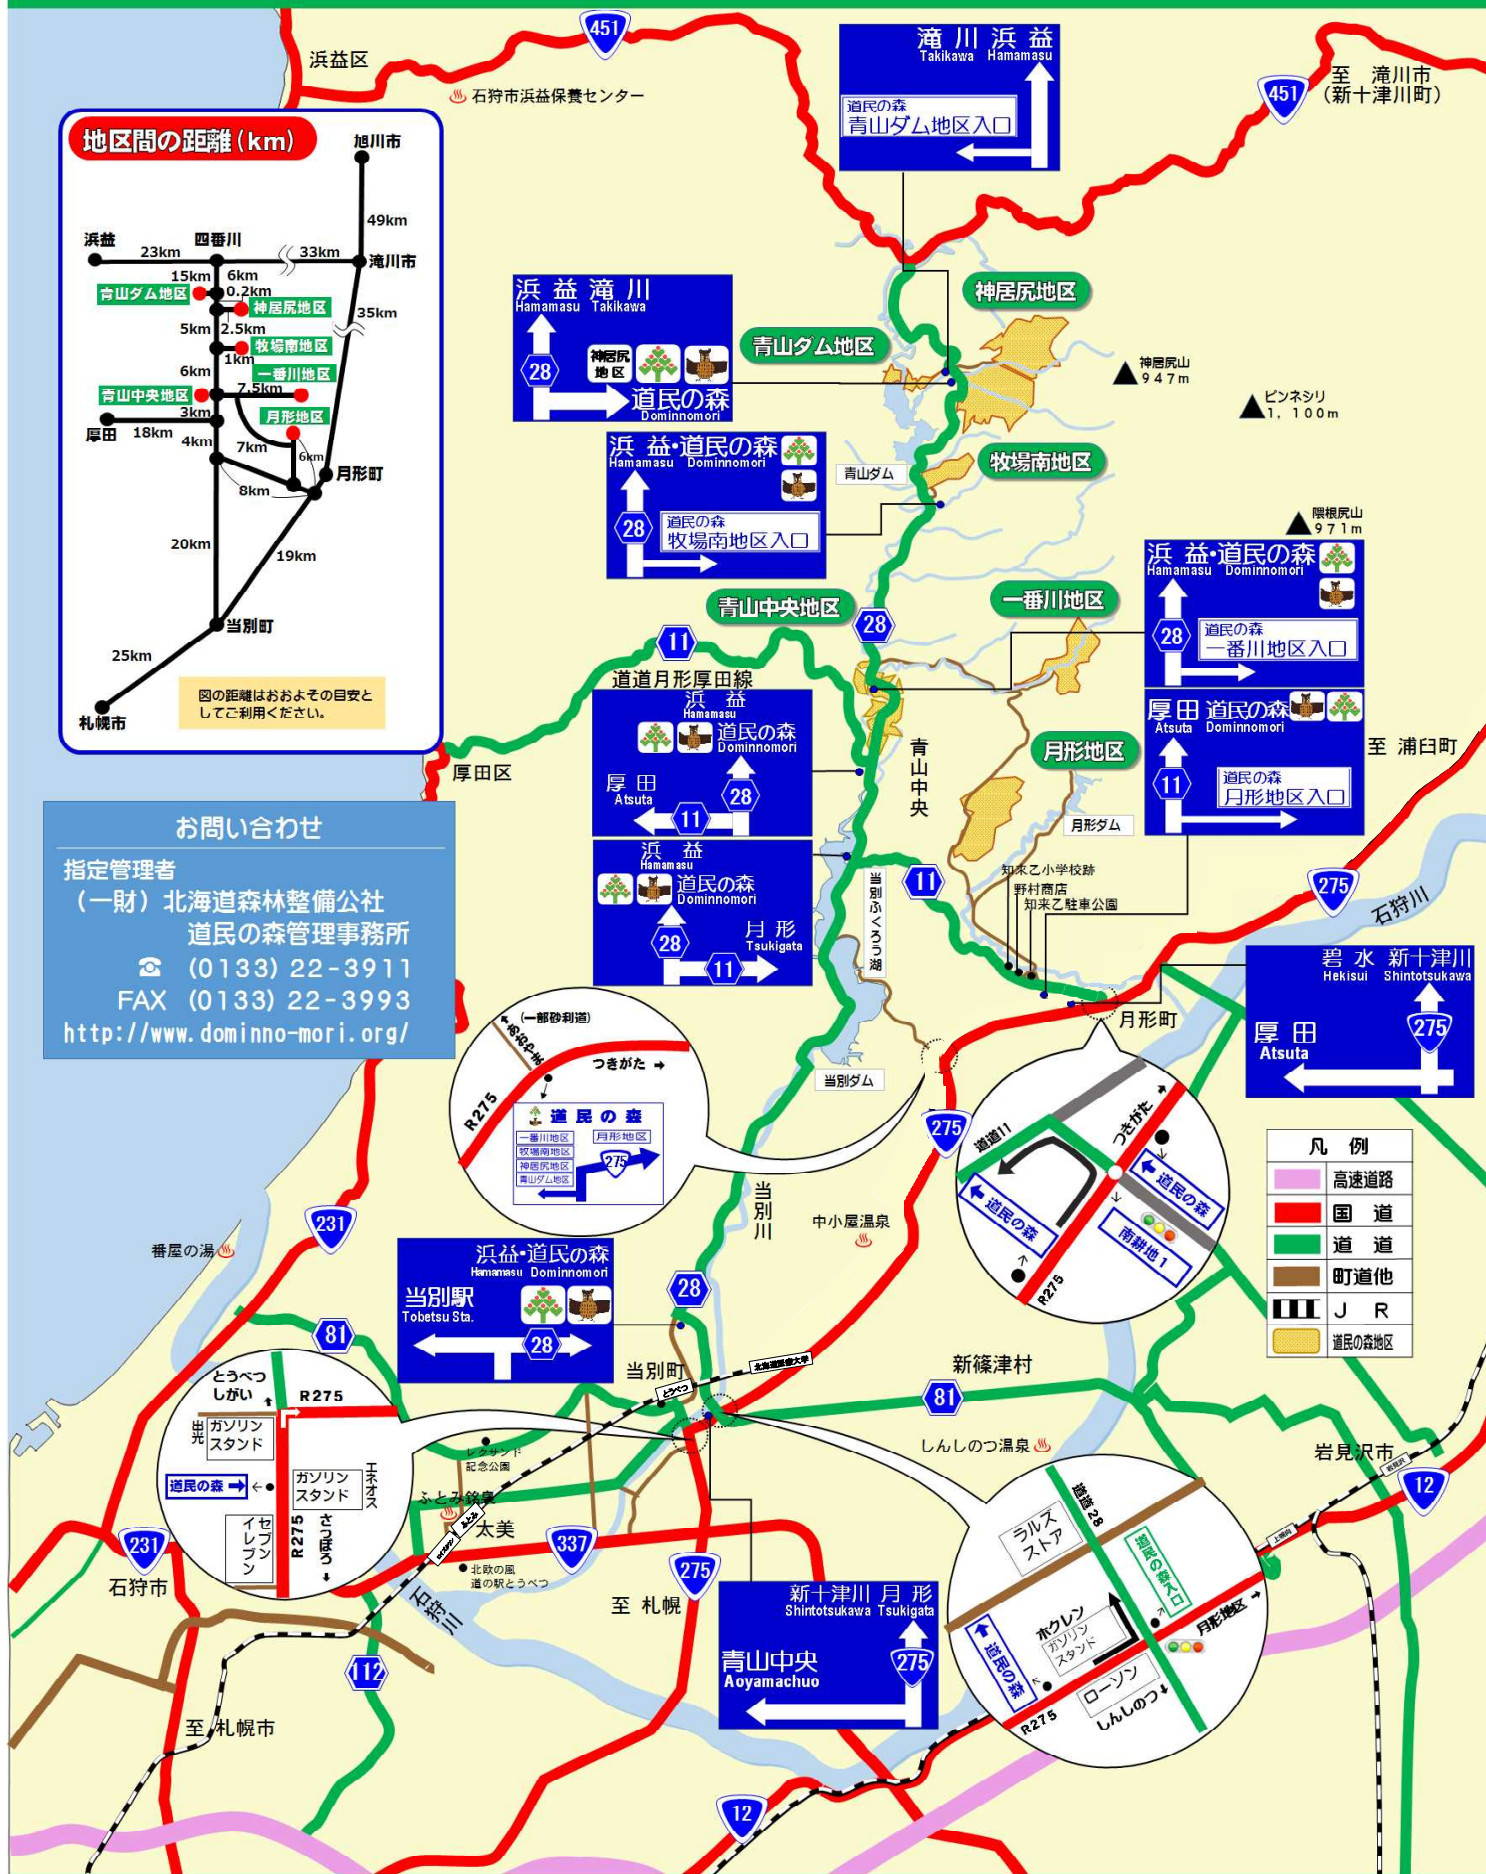 451
浜益区
石狩市浜益保養センター
滝川 浜益
Takikawa Hamamasu
道民の森
青山ダム地区入口
451
至 滝川市
(新十津川町)
地区間の距離(km)
旭川市
49km
浜益
四番川
23km
33km
滝川市
15km
6km
青山ダム地区
0.2km
神居尻地区
35km
5km
2.5km
牧場南地区
1km
6km
一番川地区
青山中央地区
7.5km
3km
月形地区
厚田
18km
4km
7km
6km
月形町
8km
20km
19km
当別町
25km
札幌市
図の距離はおおよその目安と
してご利用ください。
浜益 滝川
Hamamasu Takikawa
28
神居尻
地区
道民の森
Dominnomori
青山ダム地区
神居尻地区
神居尻山
947m
ピンネシリ
1,100m
浜益・道民の森
Hamamasu Dominnomori
28
道民の森
牧場南地区入口
青山ダム
牧場南地区
隈根尻山
971m
浜益・道民の森
Hamamasu Dominnomori
28
道民の森
一番川地区入口
青山中央地区
28
一番川地区
11
道道月形厚田線
浜益
Hamamasu
道民の森
Dominnomori
厚田
Atsuta
28
11
厚田 道民の森
Atsuta Dominnomori
11
道民の森
月形地区入口
至 浦臼町
厚田区
青山中央
月形地区
月形ダム
お問い合わせ
指定管理者
(一財)北海道森林整備公社
道民の森管理事務所
☎ (0133)22-3911
FAX (0133)22-3993
http://www.dominno-mori.org/
浜益
Hamamasu
道民の森
Dominnomori
28
月形
Tsukigata
11
当別ふくろう湖
11
知来乙小学校跡
野村商店
知来乙駐車公園
275
石狩川
碧水 新十津川
Hekisui Shintotsukawa
275
厚田
Atsuta
月形町
(一部砂利道)
あおやま
つきがた →
R275
道民の森
一番川地区
牧場南地区
神居尻地区
青山ダム地区
月形地区
275
当別ダム
275
道道11
つきがた
道民の森
道民の森
南耕地1
R275
凡例
高速道路
国道
道道
町道他
JR
道民の森地区
231
番屋の湯
当別川
中小屋温泉
浜益・道民の森
Hamamasu Dominnomori
当別駅
Tobetsu Sta.
28
28
81
当別町
とうべつ
北海道医療大学
新篠津村
81
とうべつ
しがい
R275
出光
ガソリン
スタンド
道民の森
ガソリン
スタンド
エネオス
セブン
イレブン
R275
さっぽろ
レクサンド
記念公園
ふとみ銘泉
ふとみ
太美
北欧の風
道の駅とうべつ
337
231
石狩市
石狩川
至 札幌
275
しんしのつ温泉
岩見沢市
岩見沢
12
上幌向
道道28
ラルズ
ストア
道民の森入口
ホクレン
ガソリン
スタンド
道民の森
月形地区
ローソン
R275
しんしのつ
新十津川 月形
Shintotsukawa Tsukigata
青山中央
Aoyamachuo
275
112
至 札幌市
12